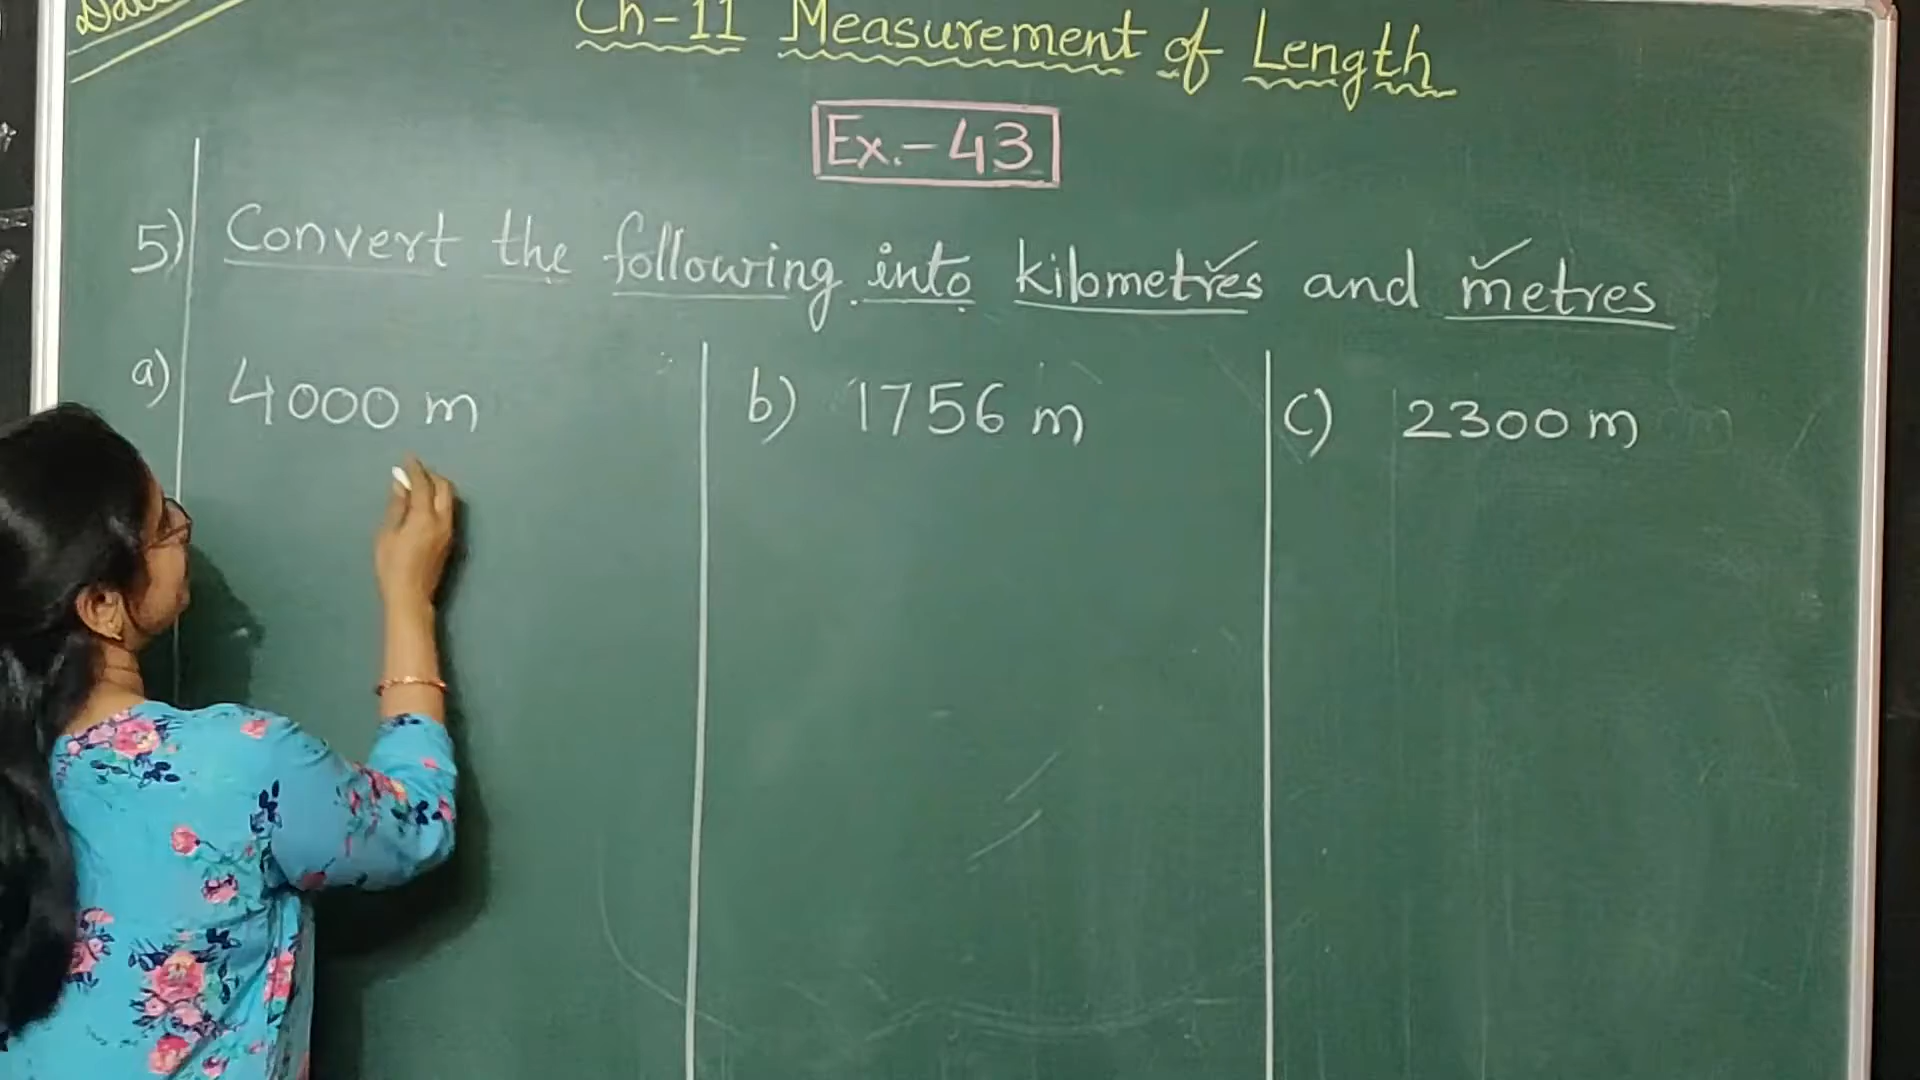 Ch-11 Measurement of Length
Ex.-43
5) Convert the following into kilometres and metres
a) 4000 m b) 1756 m c) 2300 m